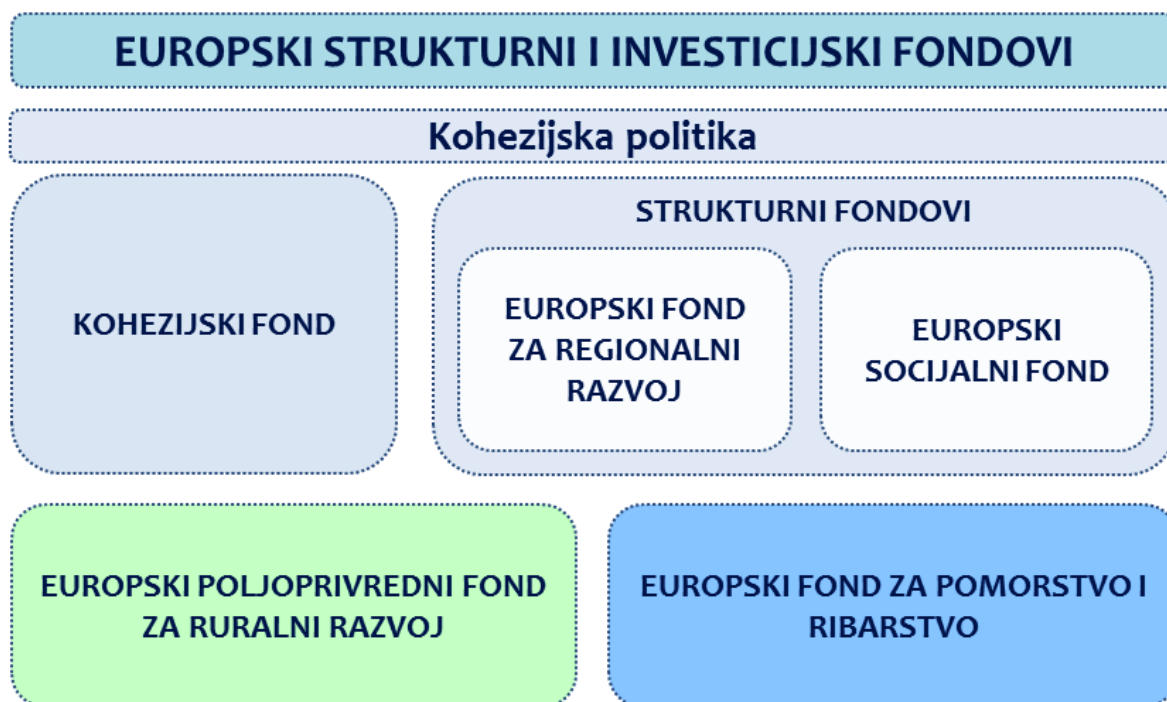 EUROPSKI STRUKTURNI I INVESTICIJSKI FONDOVI
Kohezijska politika
KOHEZIJSKI FOND
STRUKTURNI FONDOVI
EUROPSKI FOND
ZA REGIONALNI
RAZVOJ
EUROPSKI
SOCIJALNI FOND
EUROPSKI POLJOPRIVREDNI FOND
ZA RURALNI RAZVOJ
EUROPSKI FOND ZA POMORSTVO I
RIBARSTVO